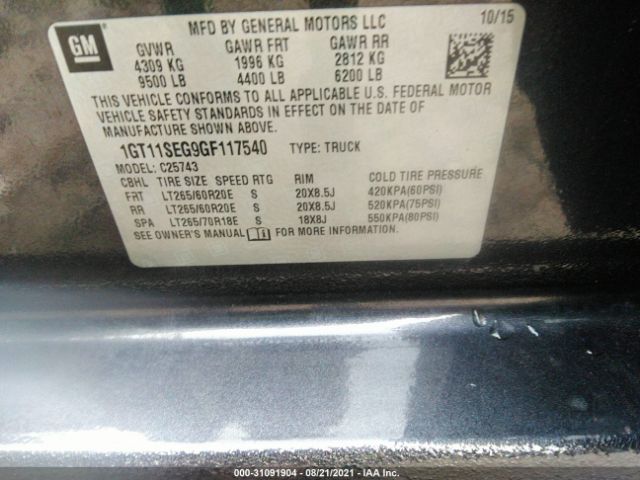 MFD BY GENERAL MOTORS LLC 10/15
GM
GVWR GAWR FRT GAWR RR
4309 KG 1996 KG 2812 KG
9500 LB 4400 LB 6200 LB
THIS VEHICLE CONFORMS TO ALL APPLICABLE U.S. FEDERAL MOTOR
VEHICLE SAFETY STANDARDS IN EFFECT ON THE DATE OF
MANUFACTURE SHOWN ABOVE.
1GT11SEG9GF117540 TYPE: TRUCK
MODEL: C25743
CBHL TIRE SIZE SPEED RTG RIM COLD TIRE PRESSURE
FRT LT265/60R20E S 20X8.5J 420KPA(60PSI)
RR LT265/60R20E S 20X8.5J 520KPA(75PSI)
SPA LT265/70R18E S 18X8J 550KPA(80PSI)
SEE OWNER'S MANUAL FOR MORE INFORMATION.
000-31091904 - 08/21/2021 - IAA Inc.